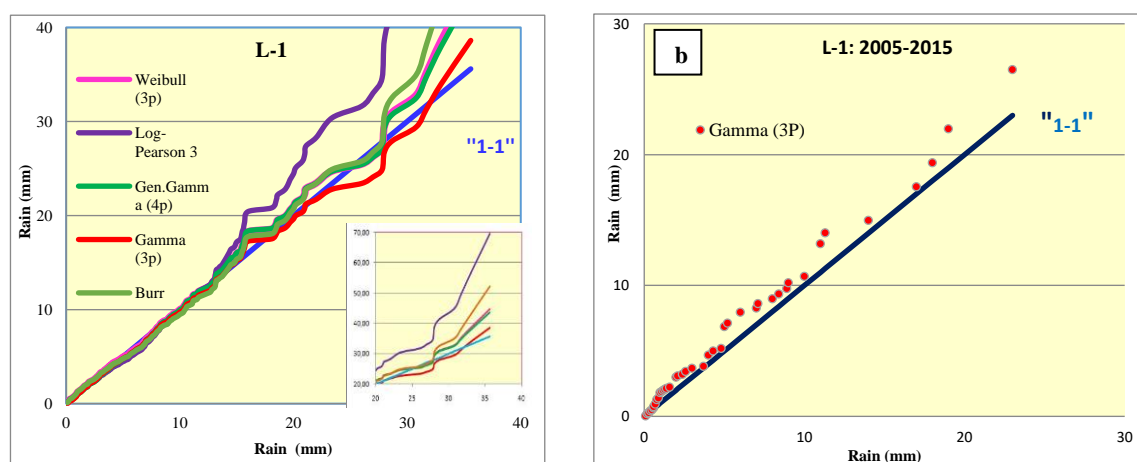 L-1
40
30
20
10
0
Rain (mm)
Weibull
(3p)
Log-
Pearson 3
Gen.Gamm
a (4p)
Gamma
(3p)
Burr
"1-1"
70,00
60,00
50,00
40,00
30,00
20,00
20 25 30 35 40
0 10 20 30 40
Rain (mm)
b
L-1: 2005-2015
30
20
10
0
Rain (mm)
Gamma (3P)
"1-1"
0 10 20 30
Rain (mm)